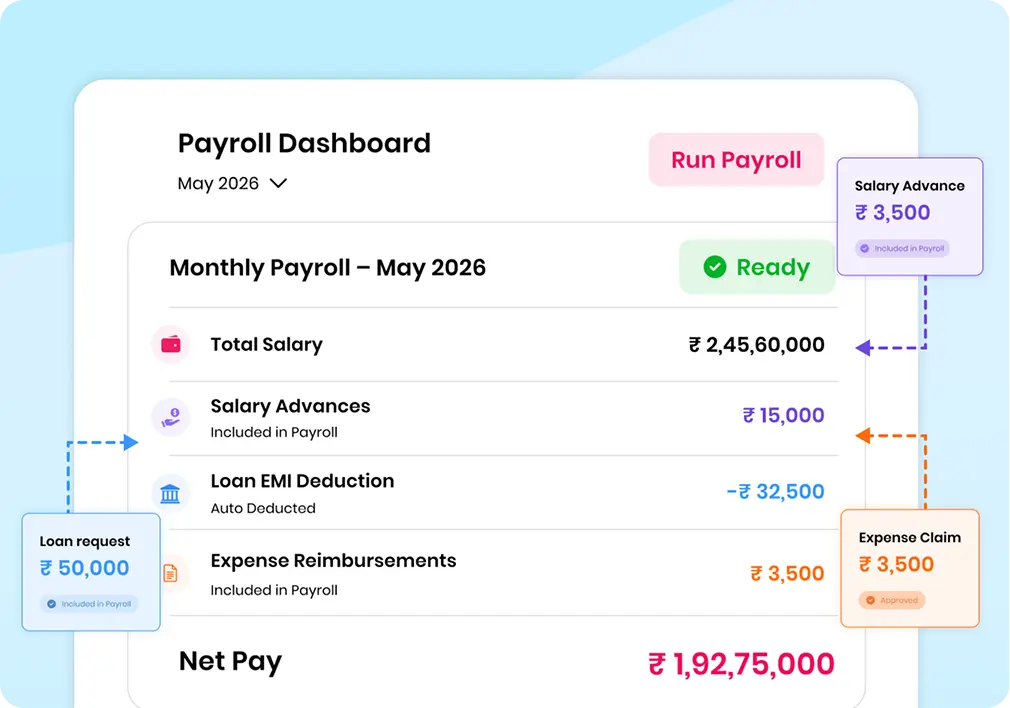 Payroll Dashboard
May 2026
Run Payroll
Salary Advance
₹ 3,500
Included in Payroll
Monthly Payroll – May 2026
Ready
Total Salary
₹ 2,45,60,000
Salary Advances
Included in Payroll
₹ 15,000
Loan EMI Deduction
Auto Deducted
-₹ 32,500
Loan request
₹ 50,000
Included in Payroll
Expense Reimbursements
Included in Payroll
₹ 3,500
Expense Claim
₹ 3,500
Approved
Net Pay
₹ 1,92,75,000